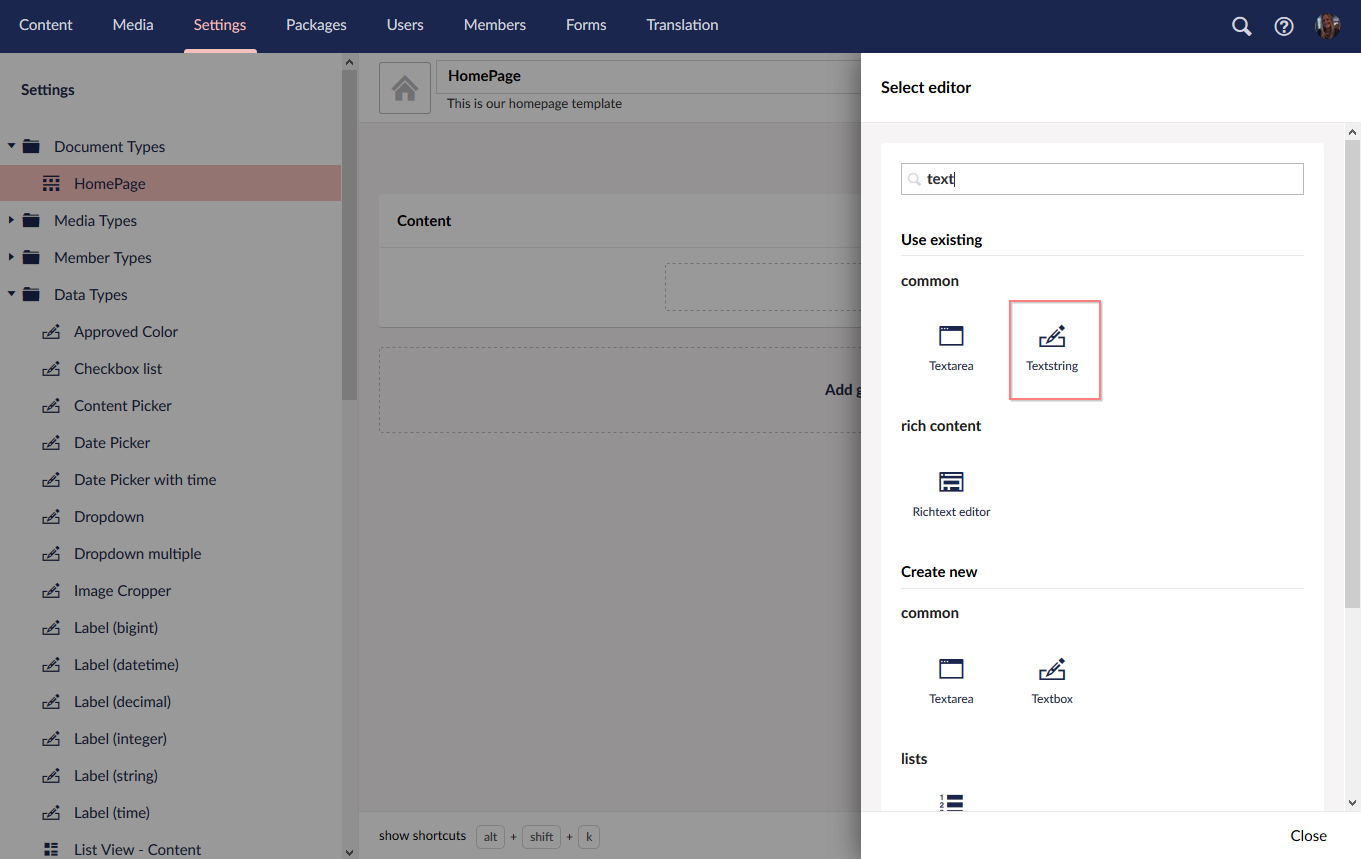 Content Media Settings Packages Users Members Forms Translation
Settings
Document Types
HomePage
Media Types
Member Types
Data Types
Approved Color
Checkbox list
Content Picker
Date Picker
Date Picker with time
Dropdown
Dropdown multiple
Image Cropper
Label (bigint)
Label (datetime)
Label (decimal)
Label (integer)
Label (string)
Label (time)
List View - Content
HomePage
This is our homepage template
Content
Add g
show shortcuts alt + shift + k
Select editor
text
Use existing
common
Textarea Textstring
rich content
Richtext editor
Create new
common
Textarea Textbox
lists
Close